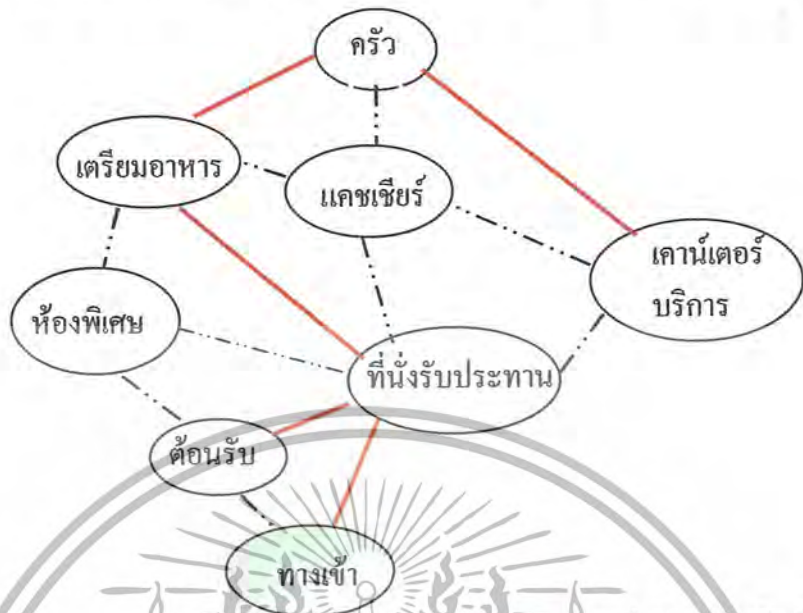 ครัว
เตรียมอาหาร
แคชเชียร์
เคาน์เตอร์
บริการ
ห้องพิเศษ
ที่นั่งรับประทาน
ต้อนรับ
ทางเข้า